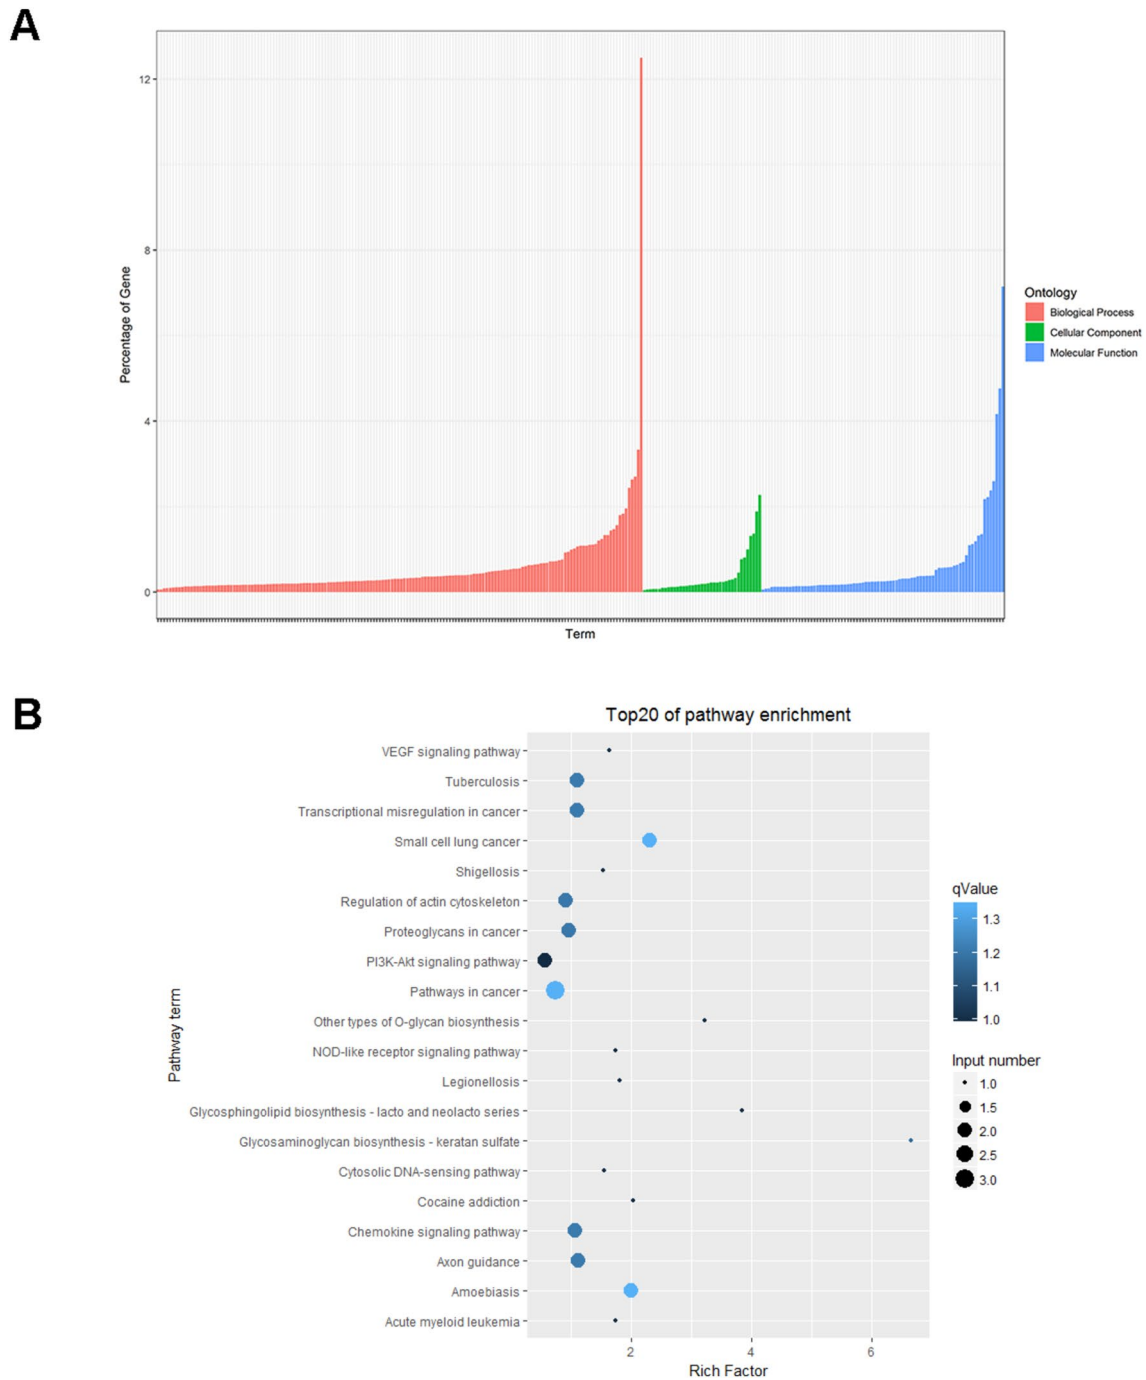 A
12
8
4
0
Percentage of Gene
Term
Ontology
Biological Process
Cellular Component
Molecular Function
B
Top20 of pathway enrichment
VEGF signaling pathway
Tuberculosis
Transcriptional misregulation in cancer
Small cell lung cancer
Shigellosis
Regulation of actin cytoskeleton
Proteoglycans in cancer
PI3K-Akt signaling pathway
Pathways in cancer
Other types of O-glycan biosynthesis
NOD-like receptor signaling pathway
Legionellosis
Glycosphingolipid biosynthesis - lacto and neolacto series
Glycosaminoglycan biosynthesis - keratan sulfate
Cytosolic DNA-sensing pathway
Cocaine addiction
Chemokine signaling pathway
Axon guidance
Amoebiasis
Acute myeloid leukemia
Pathway term
2 4 6
Rich Factor
qValue
1.3
1.2
1.1
1.0
Input number
1.0
1.5
2.0
2.5
3.0